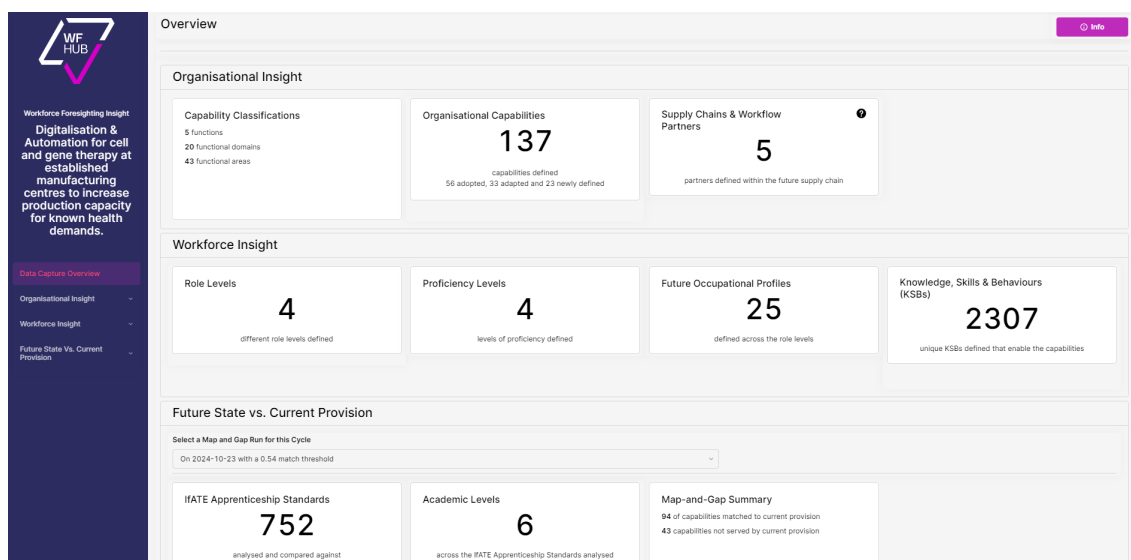 WF
HUB
Workforce Foresighting Insight
Digitalisation &
Automation for cell
and gene therapy at
established
manufacturing
centres to increase
production capacity
for known health
demands.
Data Capture Overview
Organisational Insight
Workforce Insight
Future State Vs. Current
Provision
Overview
Info
Organisational Insight
Capability Classifications
5 functions
20 functional domains
43 functional areas
Organisational Capabilities
137
capabilities defined
56 adopted, 33 adapted and 23 newly defined
Supply Chains & Workflow
Partners
?
5
partners defined within the future supply chain
Workforce Insight
Role Levels
4
different role levels defined
Proficiency Levels
4
levels of proficiency defined
Future Occupational Profiles
25
defined across the role levels
Knowledge, Skills & Behaviours
(KSBs)
2307
unique KSBs defined that enable the capabilities
Future State vs. Current Provision
Select a Map and Gap Run for this Cycle
On 2024-10-23 with a 0.54 match threshold
IfATE Apprenticeship Standards
752
analysed and compared against
Academic Levels
6
across the IfATE Apprenticeship Standards analysed
Map-and-Gap Summary
94 of capabilities matched to current provision
43 capabilities not served by current provision